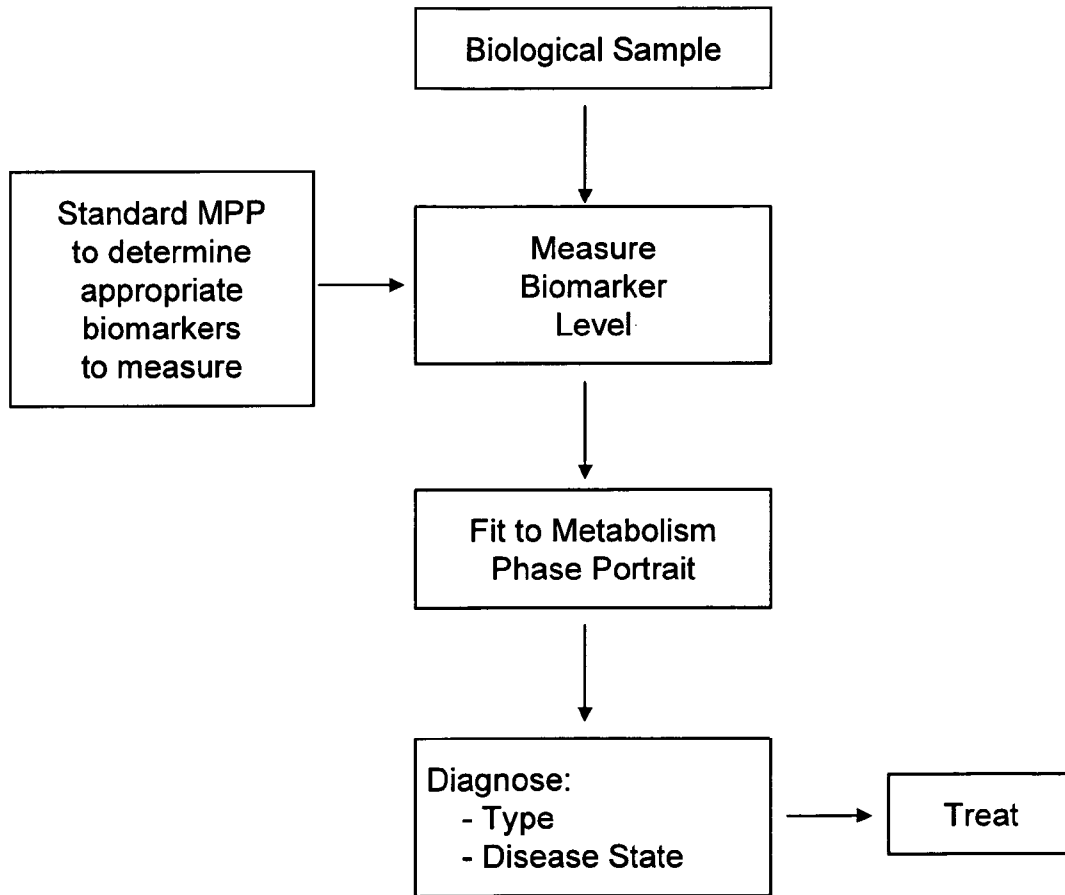 Biological Sample
Standard MPP
to determine
appropriate
biomarkers
to measure
Measure
Biomarker
Level
Fit to Metabolism
Phase Portrait
Diagnose:
- Type
- Disease State
Treat